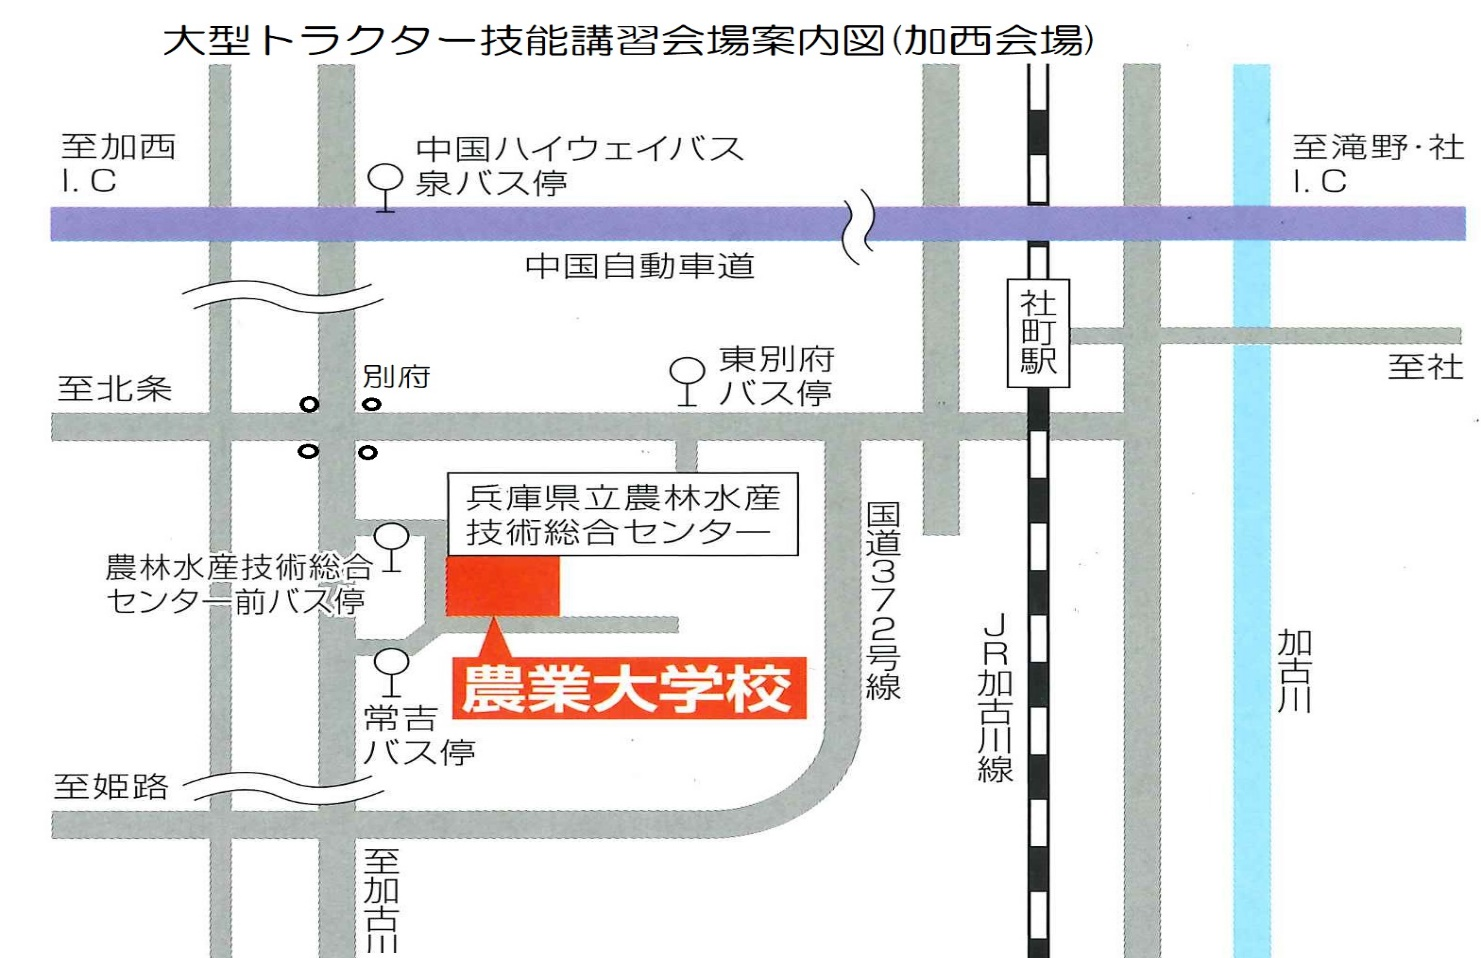 大型トラクター技能講習会場案内図(加西会場)
至加西
I.C
中国ハイウェイバス
泉バス停
至滝野・社
I.C
中国自動車道
社町駅
至社
至北条
別府
東別府
バス停
兵庫県立農林水産
技術総合センター
農林水産技術総合
センター前バス停
国道372号線
農業大学校
常吉
バス停
JR加古川線
加古川
至姫路
至加古川